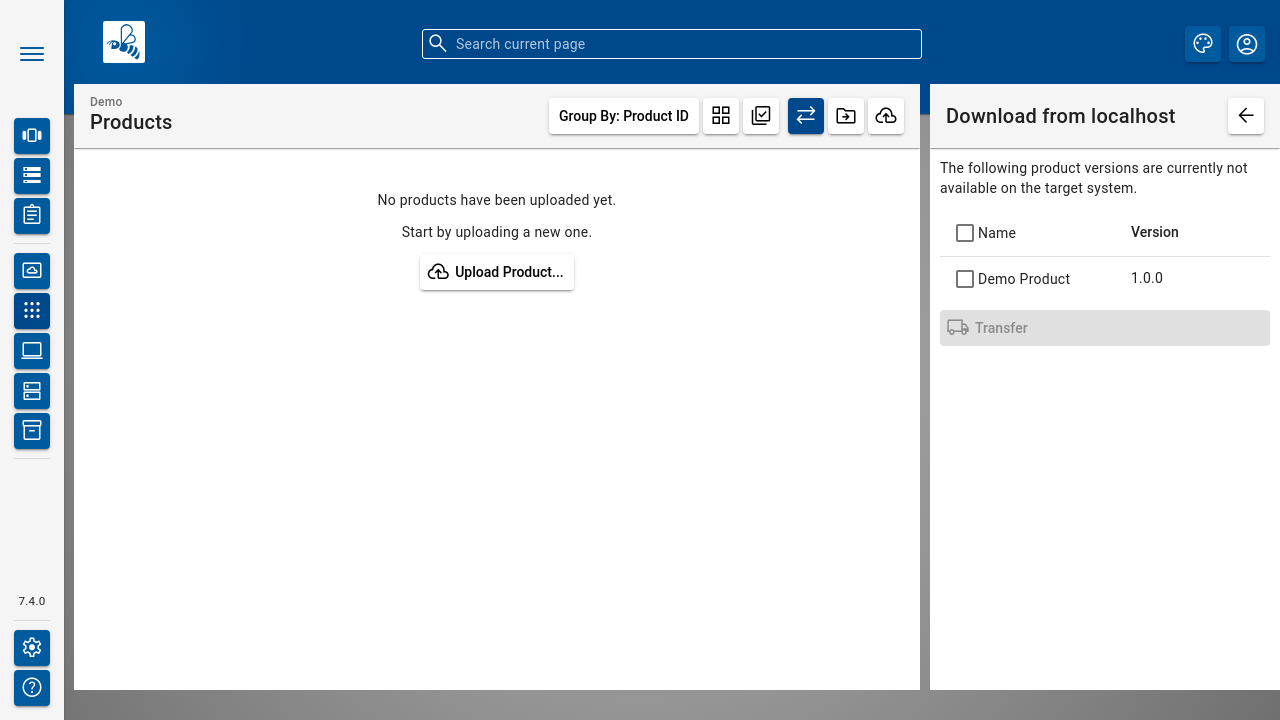 Search current page
Demo
Products
Group By: Product ID
Download from localhost
No products have been uploaded yet.
Start by uploading a new one.
Upload Product...
The following product versions are currently not
available on the target system.
Name Version
Demo Product 1.0.0
Transfer
7.4.0